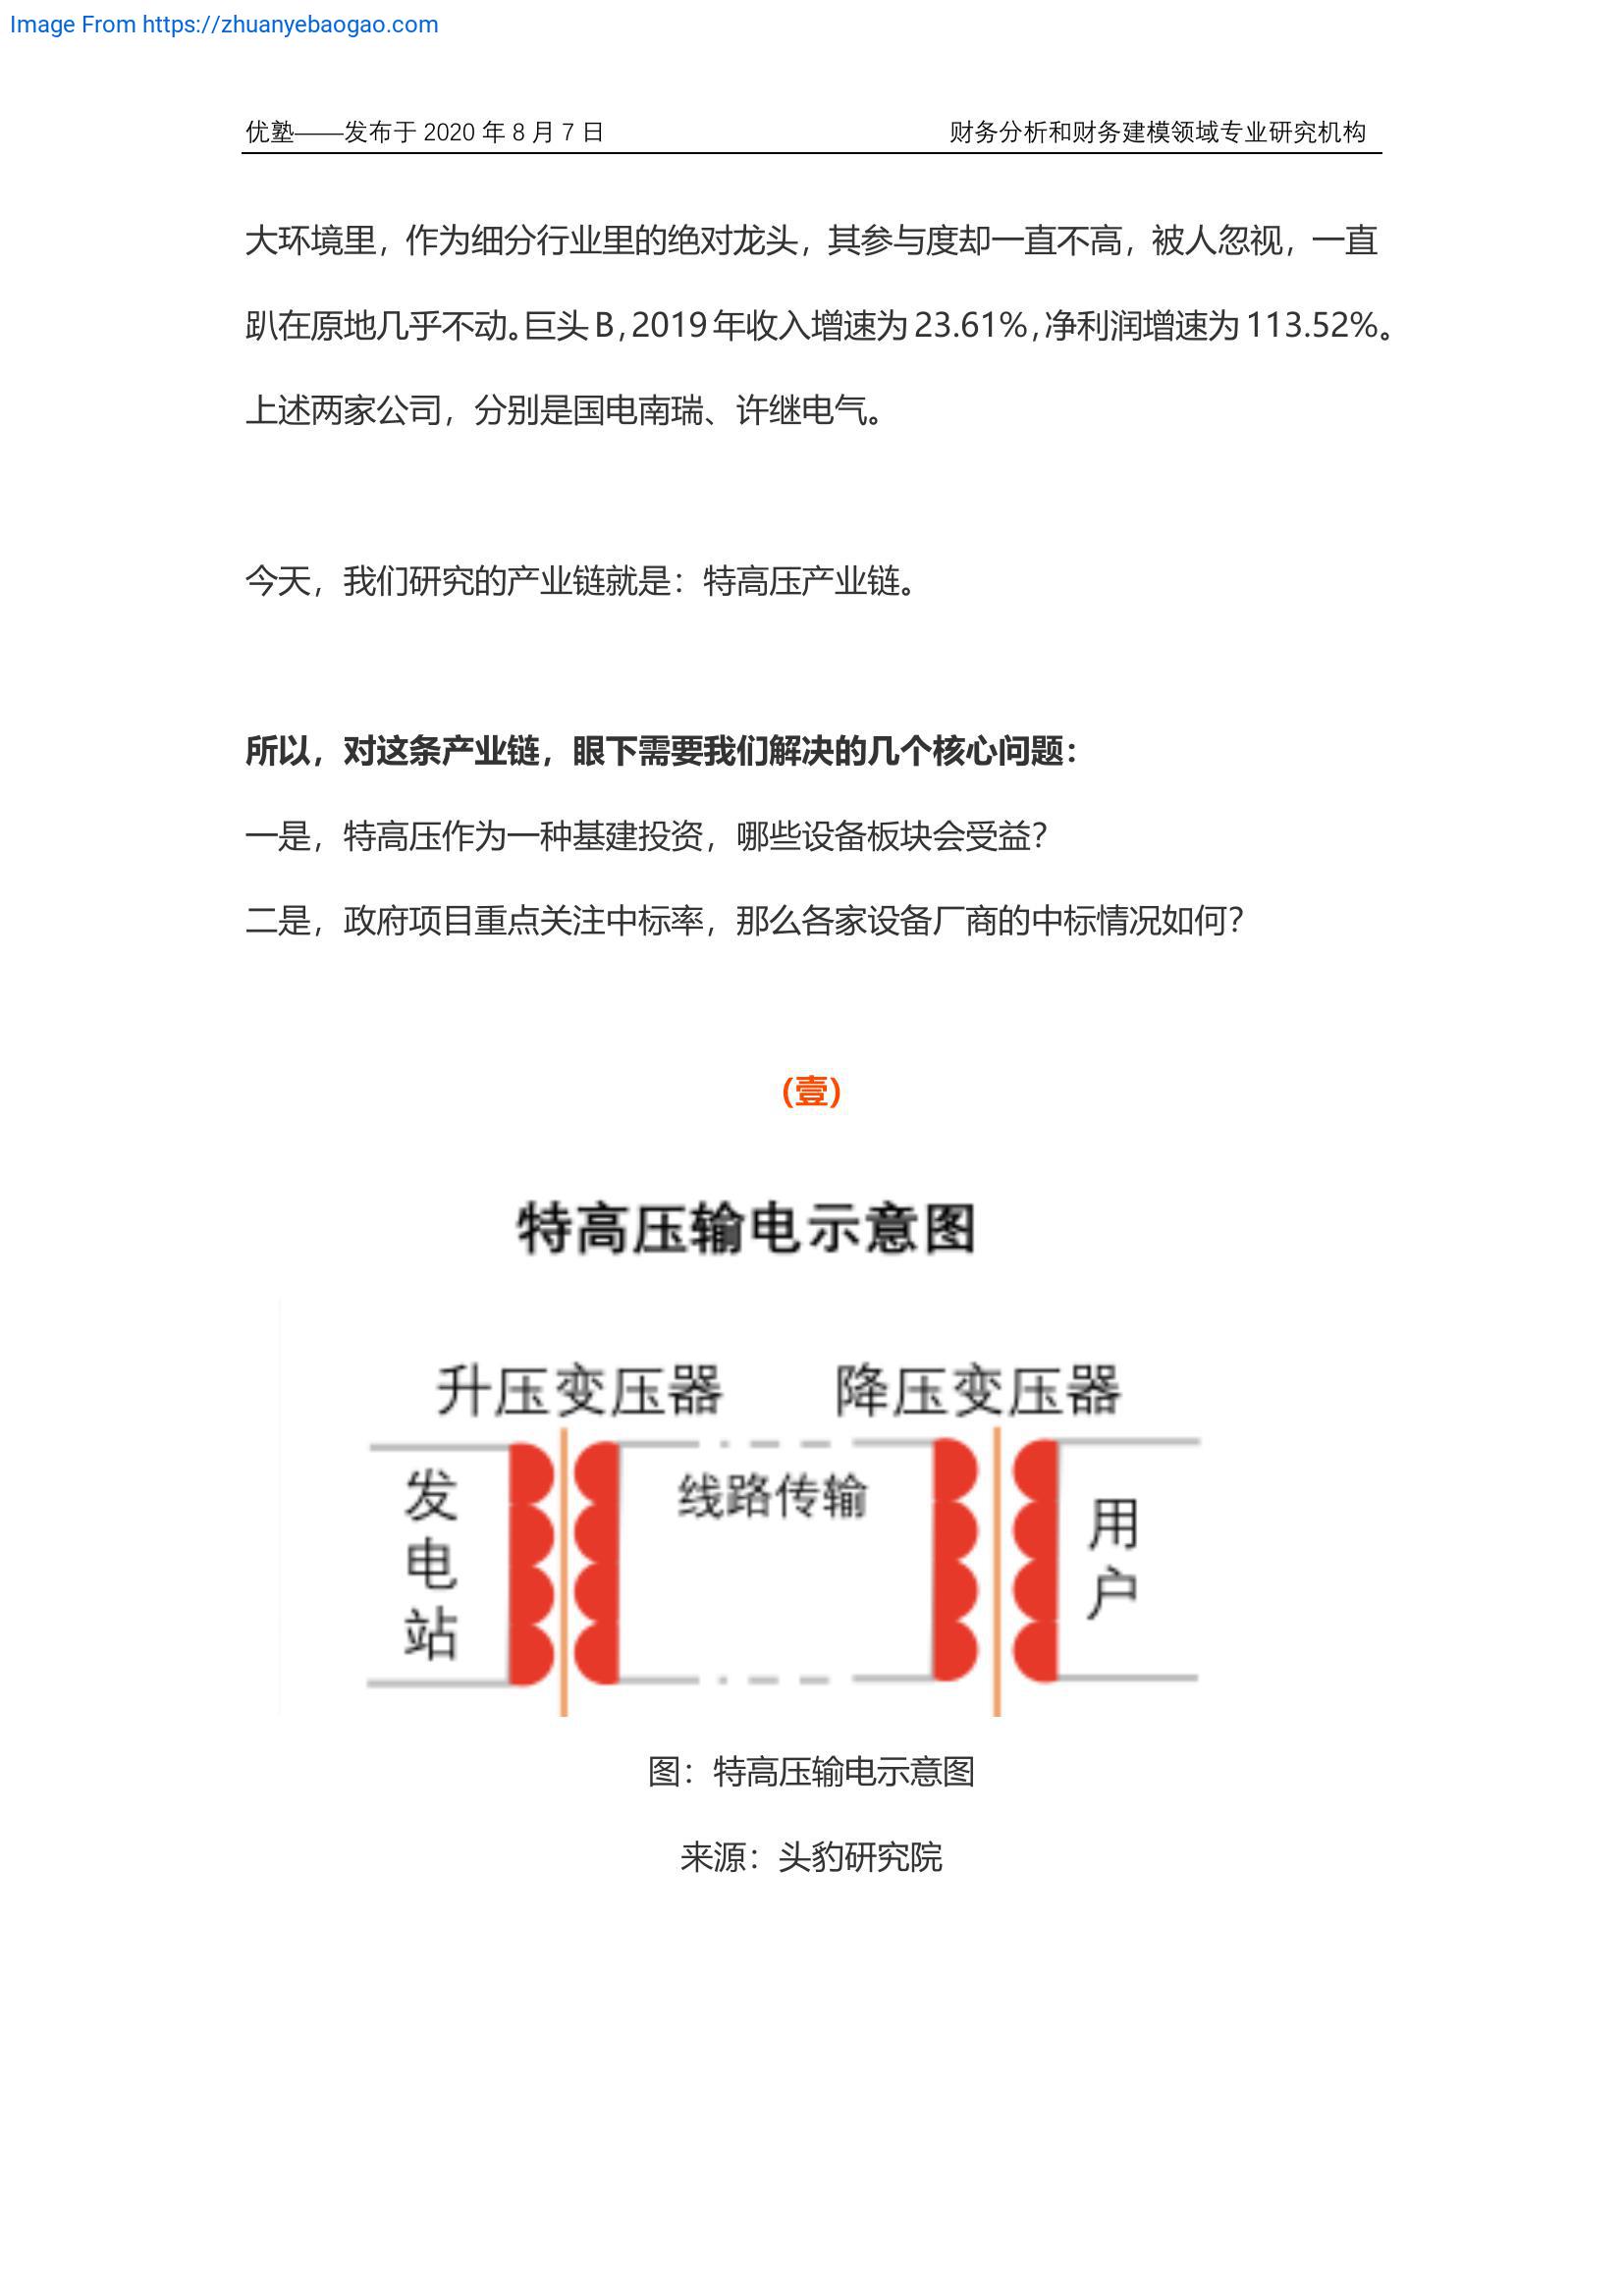 Image From https://zhuanyebaogao.com
优塾——发布于 2020 年 8 月 7 日 财务分析和财务建模领域专业研究机构
大环境里，作为细分行业里的绝对龙头，其参与度却一直不高，被人忽视，一直
趴在原地几乎不动。巨头 B，2019 年收入增速为 23.61%，净利润增速为 113.52%。
上述两家公司，分别是国电南瑞、许继电气。
今天，我们研究的产业链就是：特高压产业链。
所以，对这条产业链，眼下需要我们解决的几个核心问题：
一是，特高压作为一种基建投资，哪些设备板块会受益？
二是，政府项目重点关注中标率，那么各家设备厂商的中标情况如何？
(壹)
特高压输电示意图
升压变压器 降压变压器
发电站
线路传输
用户
图：特高压输电示意图
来源：头豹研究院